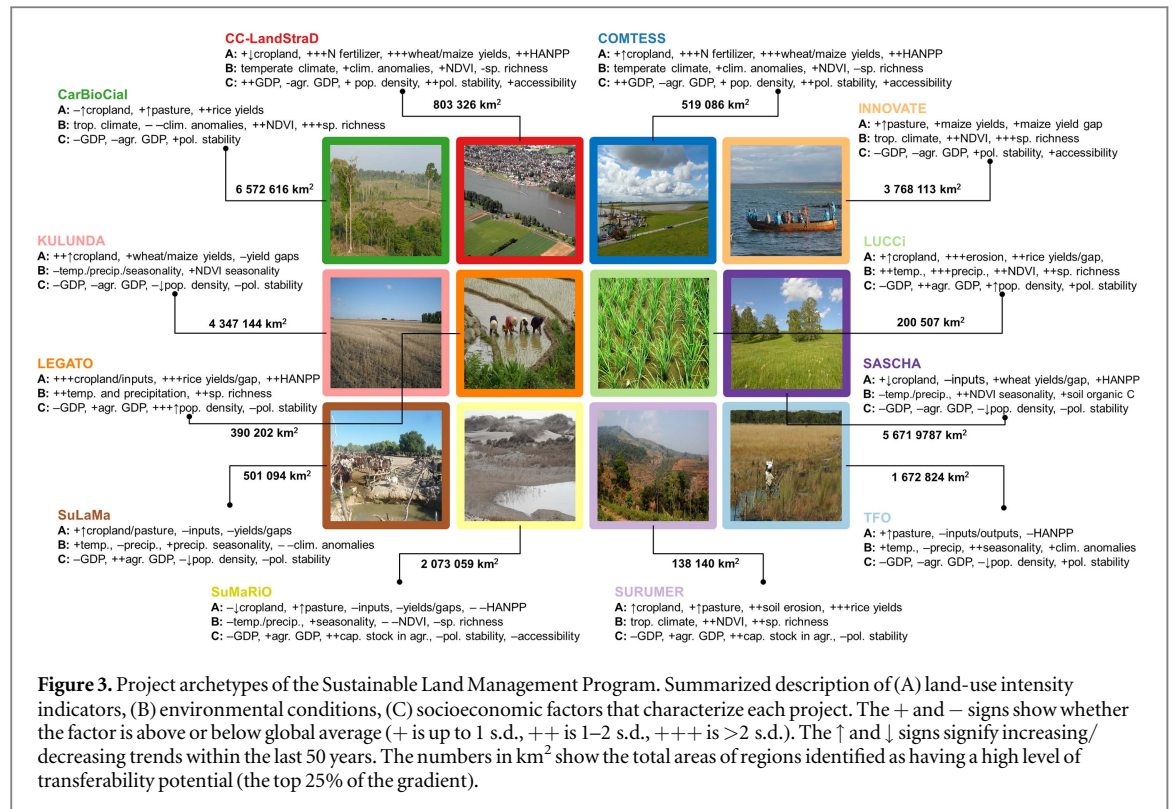 CC-LandStraD
A: +↓cropland, +++N fertilizer, +++wheat/maize yields, ++HANPP
B: temperate climate, +clim. anomalies, +NDVI, -sp. richness
C: ++GDP, -agr. GDP, + pop. density, ++pol. stability, +accessibility
803 326 km²
COMTESS
A: +↑cropland, +++N fertilizer, +++wheat/maize yields, ++HANPP
B: temperate climate, +clim. anomalies, +NDVI, –sp. richness
C: ++GDP, –agr. GDP, + pop. density, ++pol. stability, +accessibility
519 086 km²
CarBioCial
A: –↑cropland, +↑pasture, ++rice yields
B: trop. climate, – –clim. anomalies, ++NDVI, +++sp. richness
C: –GDP, –agr. GDP, +pol. stability
6 572 616 km²
INNOVATE
A: +↑pasture, +maize yields, +maize yield gap
B: trop. climate, ++NDVI, +++sp. richness
C: –GDP, –agr. GDP, +pol. stability, +accessibility
3 768 113 km²
KULUNDA
A: ++↑cropland, +wheat/maize yields, –yield gaps
B: –temp./precip./seasonality, +NDVI seasonality
C: –GDP, –agr. GDP, –↓pop. density, –pol. stability
4 347 144 km²
LUCCi
A: +↑cropland, +++erosion, ++rice yields/gap,
B: ++temp., +++precip., ++NDVI, ++sp. richness
C: –GDP, ++agr. GDP, +↑pop. density, +pol. stability
200 507 km²
LEGATO
A: +++cropland/inputs, +++rice yields/gap, ++HANPP
B: ++temp. and precipitation, ++sp. richness
C: –GDP, +agr. GDP, +++↑pop. density, –pol. stability
390 202 km²
SASCHA
A: +↓cropland, –inputs, +wheat yields/gap, +HANPP
B: –temp./precip., ++NDVI seasonality, +soil organic C
C: –GDP, –agr. GDP, –↓pop. density, –pol. stability
5 671 9787 km²
501 094 km²
SuLaMa
A: +↑cropland/pasture, –inputs, –yields/gaps
B: +temp., –precip., +precip. seasonality, – –clim. anomalies
C: –GDP, ++agr. GDP, –↓pop. density, –pol. stability
1 672 824 km²
TFO
A: +↑pasture, –inputs/outputs, –HANPP
B: +temp., –precip, ++seasonality, +clim. anomalies
C: –GDP, –agr. GDP, –↓pop. density, +pol. stability
2 073 059 km²
SuMaRiO
A: –↓cropland, +↑pasture, –inputs, –yields/gaps, – –HANPP
B: –temp./precip., +seasonality, – –NDVI, –sp. richness
C: –GDP, +agr. GDP, ++cap. stock in agr., –pol. stability, –accessibility
138 140 km²
SURUMER
A: ↑cropland, +↑pasture, ++soil erosion, +++rice yields
B: trop. climate, ++NDVI, ++sp. richness
C: –GDP, +agr. GDP, ++cap. stock in agr., –pol. stability
Figure 3. Project archetypes of the Sustainable Land Management Program. Summarized description of (A) land-use intensity
indicators, (B) environmental conditions, (C) socioeconomic factors that characterize each project. The + and − signs show whether
the factor is above or below global average (+ is up to 1 s.d., ++ is 1–2 s.d., +++ is >2 s.d.). The ↑ and ↓ signs signify increasing/
decreasing trends within the last 50 years. The numbers in km² show the total areas of regions identified as having a high level of
transferability potential (the top 25% of the gradient).